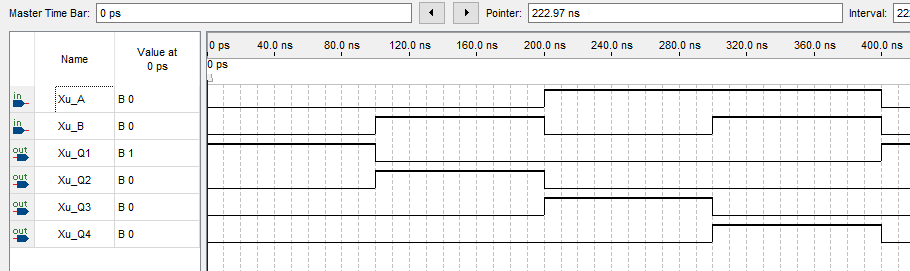 Master Time Bar: 0 ps Pointer: 222.97 ns Interval: 22
Name Value at 0 ps
0 ps 40.0 ns 80.0 ns 120.0 ns 160.0 ns 200.0 ns 240.0 ns 280.0 ns 320.0 ns 360.0 ns 400.0 ns
0 ps
in Xu_A B 0
in Xu_B B 0
out Xu_Q1 B 1
out Xu_Q2 B 0
out Xu_Q3 B 0
out Xu_Q4 B 0